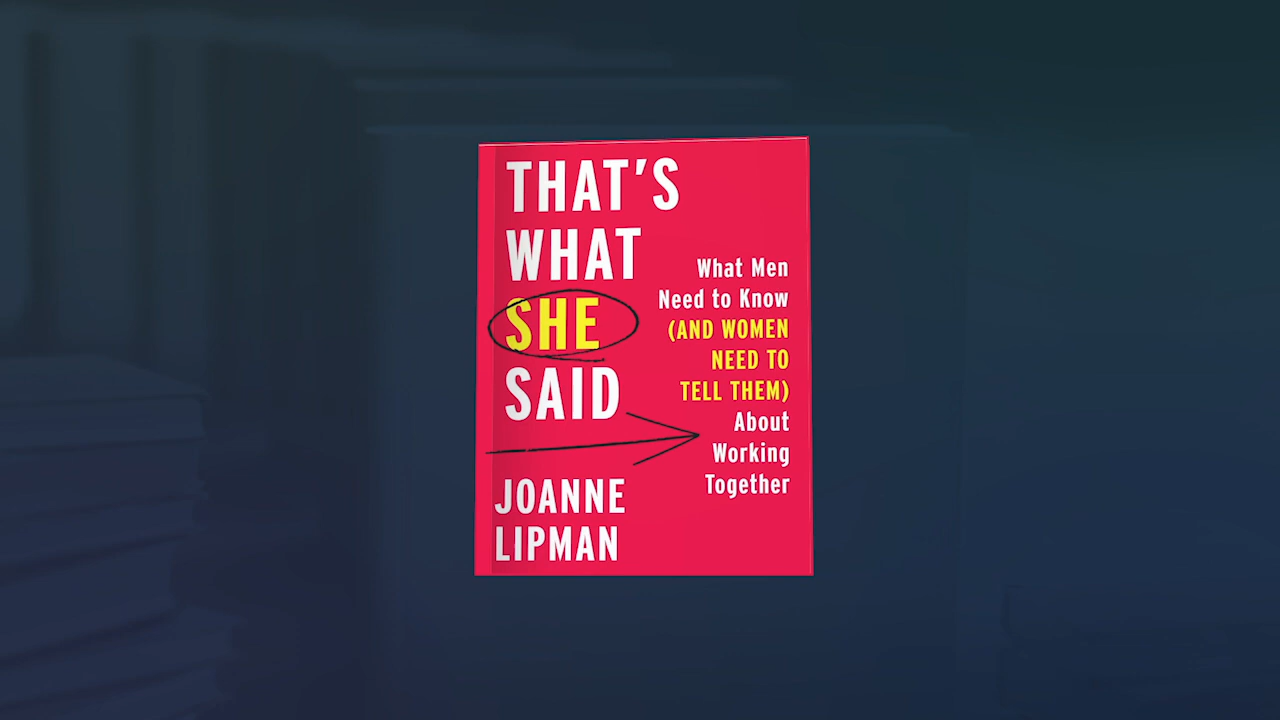 THAT'S
WHAT
SHE
SAID
What Men
Need to Know
(AND WOMEN
NEED TO
TELL THEM)
About
Working
Together
JOANNE
LIPMAN